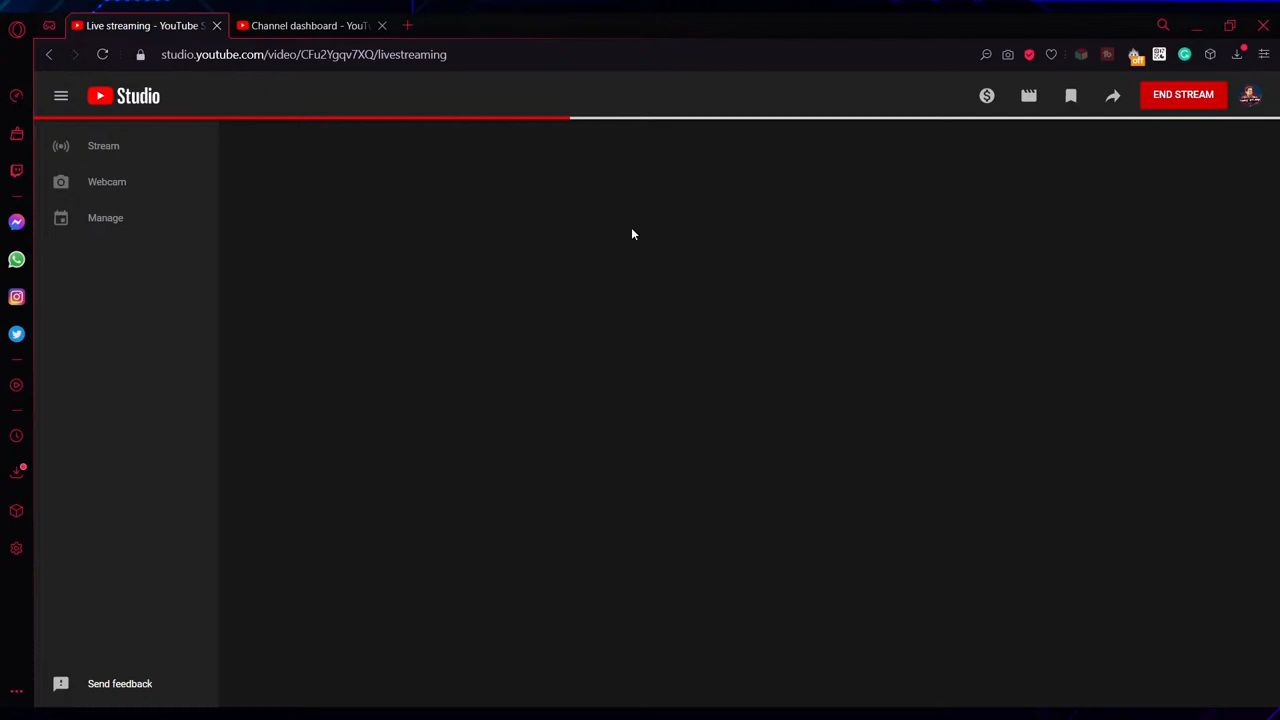 Live streaming - YouTube S
Channel dashboard - YouT
studio.youtube.com/video/CFu2Ygqv7XQ/livestreaming
off
Studio
END STREAM
Stream
Webcam
Manage
Send feedback